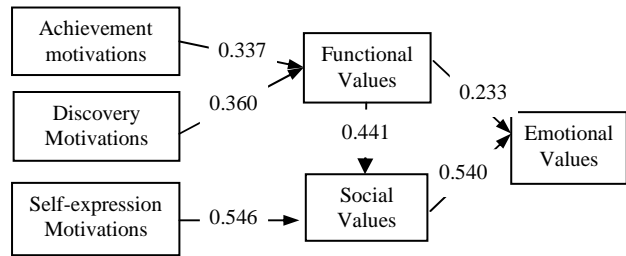 Achievement
motivations
0.337
Functional
Values
Discovery
Motivations
0.360
0.233
0.441
Emotional
Values
Self-expression
Motivations
0.546
Social
Values
0.540